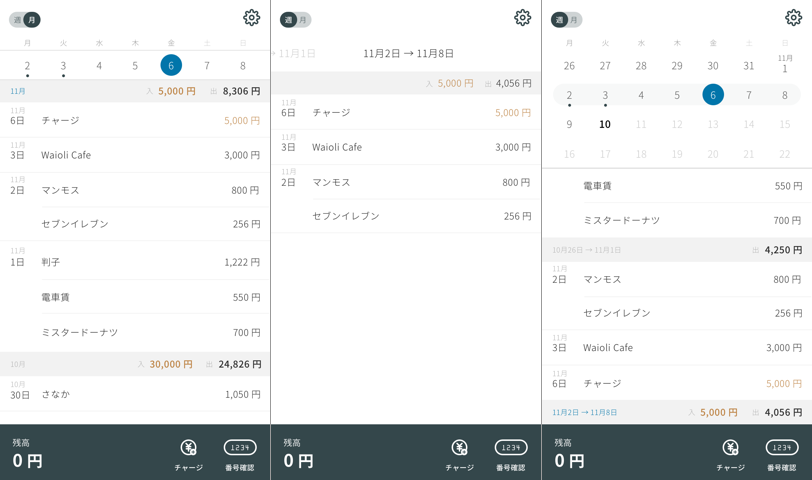 週 月
月 火 水 木 金 土 日
2 3 4 5 6 7 8
11月 入 5,000 円 出 8,306 円
11月
6日 チャージ 5,000 円
11月
3日 Waioli Cafe 3,000 円
11月
2日 マンモス 800 円
セブンイレブン 256 円
11月
1日 判子 1,222 円
電車賃 550 円
ミスタードーナツ 700 円
10月 入 30,000 円 出 24,826 円
10月
30日 さなか 1,050 円
残高
0 円
チャージ
1234
番号確認
週 月
→ 11月1日 11月2日 → 11月8日
入 5,000 円 出 4,056 円
11月
6日 チャージ 5,000 円
11月
3日 Waioli Cafe 3,000 円
11月
2日 マンモス 800 円
セブンイレブン 256 円
残高
0 円
チャージ
1234
番号確認
週 月
月 火 水 木 金 土 日
11月
26 27 28 29 30 31 1
2 3 4 5 6 7 8
9 10 11 12 13 14 15
16 17 18 19 20 21 22
電車賃 550 円
ミスタードーナツ 700 円
10月26日 → 11月1日 出 4,250 円
11月
2日 マンモス 800 円
セブンイレブン 256 円
11月
3日 Waioli Cafe 3,000 円
11月
6日 チャージ 5,000 円
11月2日 → 11月8日 入 5,000 円 出 4,056 円
残高
0 円
チャージ
1234
番号確認